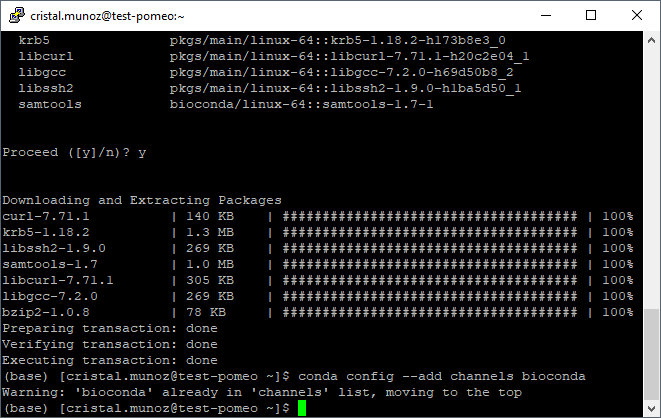 cristal.munoz@test-pomeo:~
krb5 pkgs/main/linux-64::krb5-1.18.2-h173b8e3_0
libcurl pkgs/main/linux-64::libcurl-7.71.1-h20c2e04_1
libgcc pkgs/main/linux-64::libgcc-7.2.0-h69d50b8_2
libssh2 pkgs/main/linux-64::libssh2-1.9.0-h1ba5d50_1
samtools bioconda/linux-64::samtools-1.7-1
Proceed ([y]/n)? y
Downloading and Extracting Packages
curl-7.71.1 | 140 KB | ##################################### | 100%
krb5-1.18.2 | 1.3 MB | ##################################### | 100%
libssh2-1.9.0 | 269 KB | ##################################### | 100%
samtools-1.7 | 1.0 MB | ##################################### | 100%
libcurl-7.71.1 | 305 KB | ##################################### | 100%
libgcc-7.2.0 | 269 KB | ##################################### | 100%
bzip2-1.0.8 | 78 KB | ##################################### | 100%
Preparing transaction: done
Verifying transaction: done
Executing transaction: done
(base) [cristal.munoz@test-pomeo ~]$ conda config --add channels bioconda
Warning: 'bioconda' already in 'channels' list, moving to the top
(base) [cristal.munoz@test-pomeo ~]$